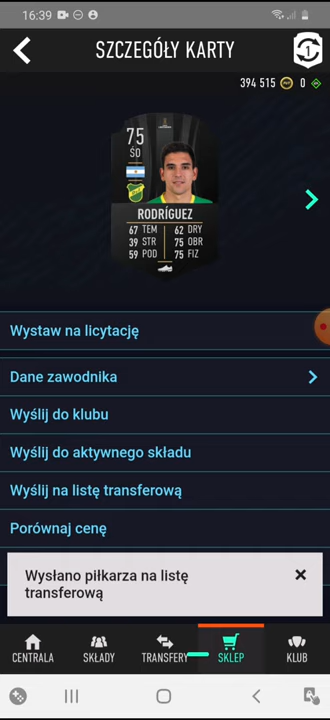 16:39
SZCZEGÓŁY KARTY
1
394 515 0
75
ŚO
RODRÍGUEZ
67 TEM 62 DRY
39 STR 75 OBR
59 POD 75 FIZ
Wystaw na licytację
Dane zawodnika
Wyślij do klubu
Wyślij do aktywnego składu
Wyślij na listę transferową
Porównaj cenę
Wysłano piłkarza na listę
transferową
CENTRALA SKŁADY TRANSFERY SKLEP KLUB